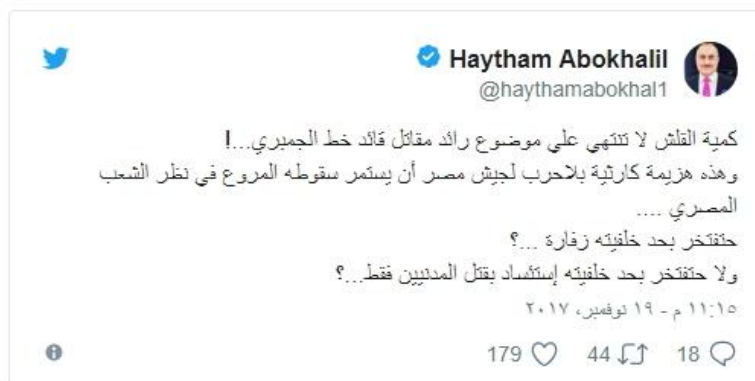 Haytham Abokhalil
@haythamabokhal1
كمية القلش لا تنتهي علي موضوع رائد مقاتل قائد خط الجمبري...!
وهذه هزيمة كارثية بلاحرب لجيش مصر أن يستمر سقوطه المروع في نظر الشعب
المصري ....
حتفتخر بحد خلفيته زفارة ...؟
ولا حتفتخر بحد خلفيته إستئساد بقتل المدنيين فقط...؟
١١:١٥ م - ١٩ نوفمبر، ٢٠١٧
18 44 179